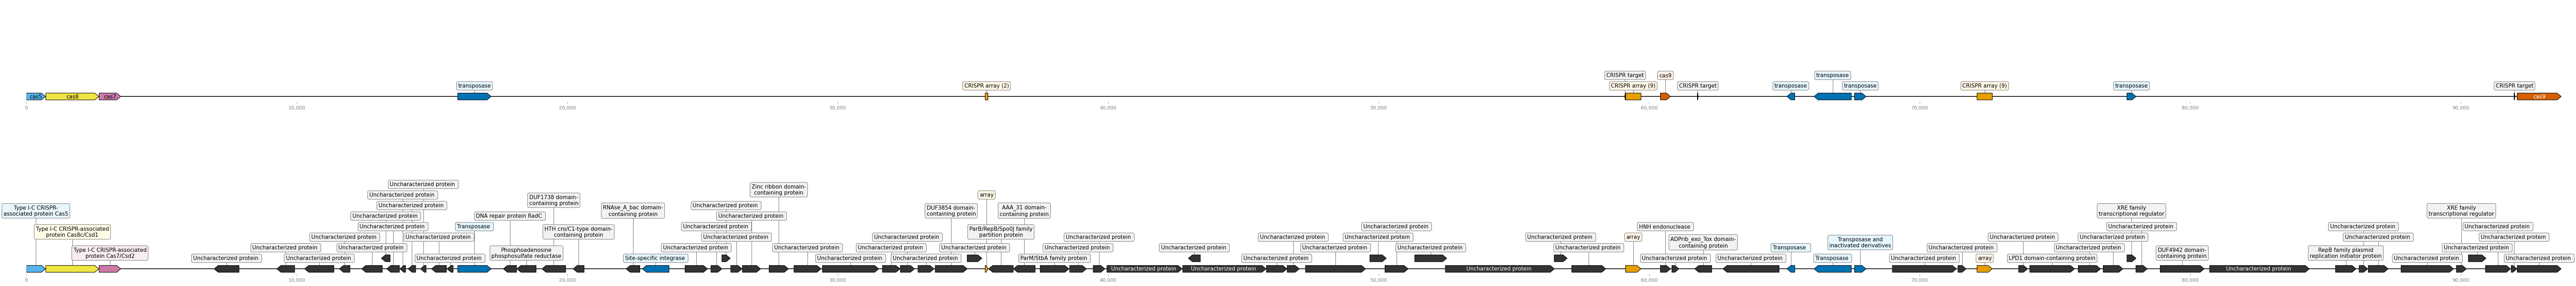 CRISPR target
cas9
transposase
transposase
CRISPR array (2)
CRISPR array (9)
CRISPR target
transposase
transposase
CRISPR array (9)
transposase
CRISPR target
cas5
cas8
cas7
cas9
0
10,000
20,000
30,000
40,000
50,000
60,000
70,000
80,000
90,000
Uncharacterized protein
Zinc ribbon domain-
containing protein
Uncharacterized protein
array
DUF1738 domain-
containing protein
Uncharacterized protein
Type I-C CRISPR-
associated protein Cas5
RNAse_A_bac domain-
containing protein
Uncharacterized protein
DUF3854 domain-
containing protein
AAA_31 domain-
containing protein
XRE family
transcriptional regulator
XRE family
transcriptional regulator
Uncharacterized protein
DNA repair protein RadC
Uncharacterized protein
Uncharacterized protein
Transposase
Uncharacterized protein
Uncharacterized protein
HNH endonuclease
Uncharacterized protein
Uncharacterized protein
Uncharacterized protein
Type I-C CRISPR-associated
protein Cas8c/Csd1
HTH cro/C1-type domain-
containing protein
ParB/RepB/Spo0J family
partition protein
Uncharacterized protein
Uncharacterized protein
Uncharacterized protein
Uncharacterized protein
Uncharacterized protein
Uncharacterized protein
Uncharacterized protein
Uncharacterized protein
Uncharacterized protein
array
ADPrib_exo_Tox domain-
containing protein
Transposase and
inactivated derivatives
Uncharacterized protein
Uncharacterized protein
Uncharacterized protein
Uncharacterized protein
Type I-C CRISPR-associated
protein Cas7/Csd2
Uncharacterized protein
Uncharacterized protein
Phosphoadenosine
phosphosulfate reductase
Uncharacterized protein
Uncharacterized protein
Uncharacterized protein
Uncharacterized protein
Uncharacterized protein
Uncharacterized protein
Uncharacterized protein
Uncharacterized protein
Uncharacterized protein
Transposase
Uncharacterized protein
DUF4942 domain-
containing protein
RepB family plasmid
replication initiator protein
Uncharacterized protein
Uncharacterized protein
Uncharacterized protein
Uncharacterized protein
Site-specific integrase
Uncharacterized protein
Uncharacterized protein
ParM/StbA family protein
Uncharacterized protein
Uncharacterized protein
Transposase
Uncharacterized protein
array
LPD1 domain-containing protein
Uncharacterized protein
Uncharacterized protein
Uncharacterized protein
Uncharacterized protein
Uncharacterized protein
Uncharacterized protein
0
10,000
20,000
30,000
40,000
50,000
60,000
70,000
80,000
90,000